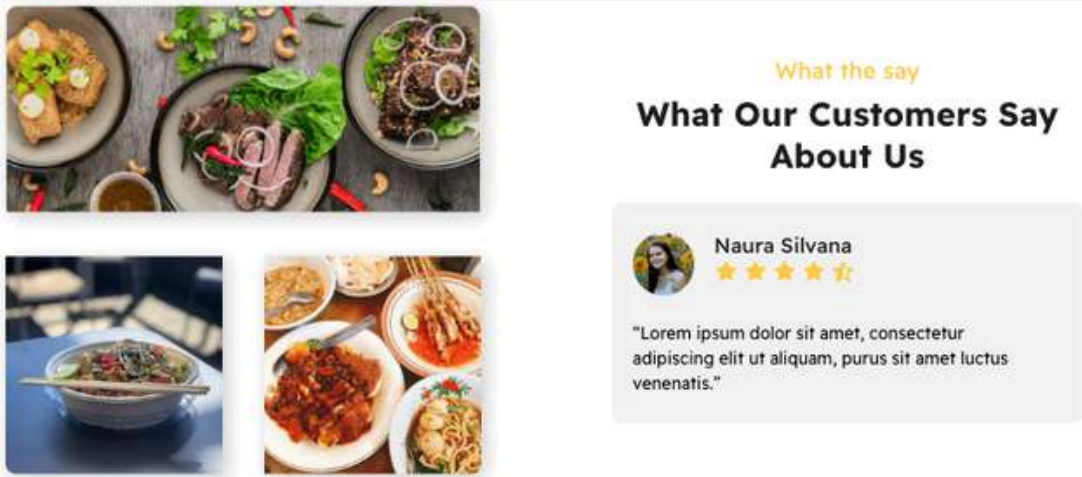 What the say
What Our Customers Say
About Us
Naura Silvana
“Lorem ipsum dolor sit amet, consectetur
adipiscing elit ut aliquam, purus sit amet luctus
venenatis.”